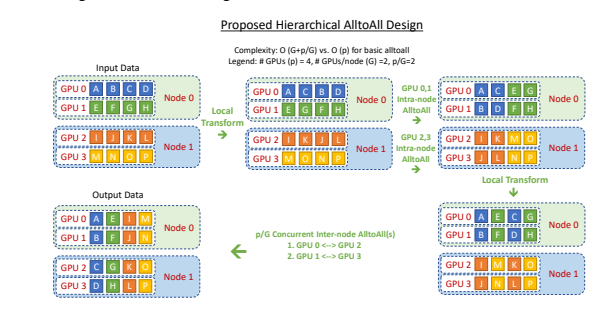 Proposed Hierarchical AlltoAll Design
Complexity: O (G+p/G) vs. O (p) for basic alltoall
Legend: # GPUs (p) = 4, # GPUs/node (G) =2, p/G=2
Input Data
GPU 0 A B C D
GPU 1 E F G H
Node 0
GPU 2 I J K L
GPU 3 M N O P
Node 1
Local
Transform
GPU 0 A C B D
GPU 1 E G F H
Node 0
GPU 2 I K J L
GPU 3 M O N P
Node 1
GPU 0,1
Intra-node
AlltoAll
GPU 2,3
Intra-node
AlltoAll
GPU 0 A C E G
GPU 1 B D F H
Node 0
GPU 2 I K M O
GPU 3 J L N P
Node 1
Local Transform
GPU 0 A E C G
GPU 1 B F D H
Node 0
GPU 2 I M K O
GPU 3 J N L P
Node 1
p/G Concurrent Inter-node AlltoAll(s)
1. GPU 0 <--> GPU 2
2. GPU 1 <--> GPU 3
Output Data
GPU 0 A E I M
GPU 1 B F J N
Node 0
GPU 2 C G K O
GPU 3 D H L P
Node 1